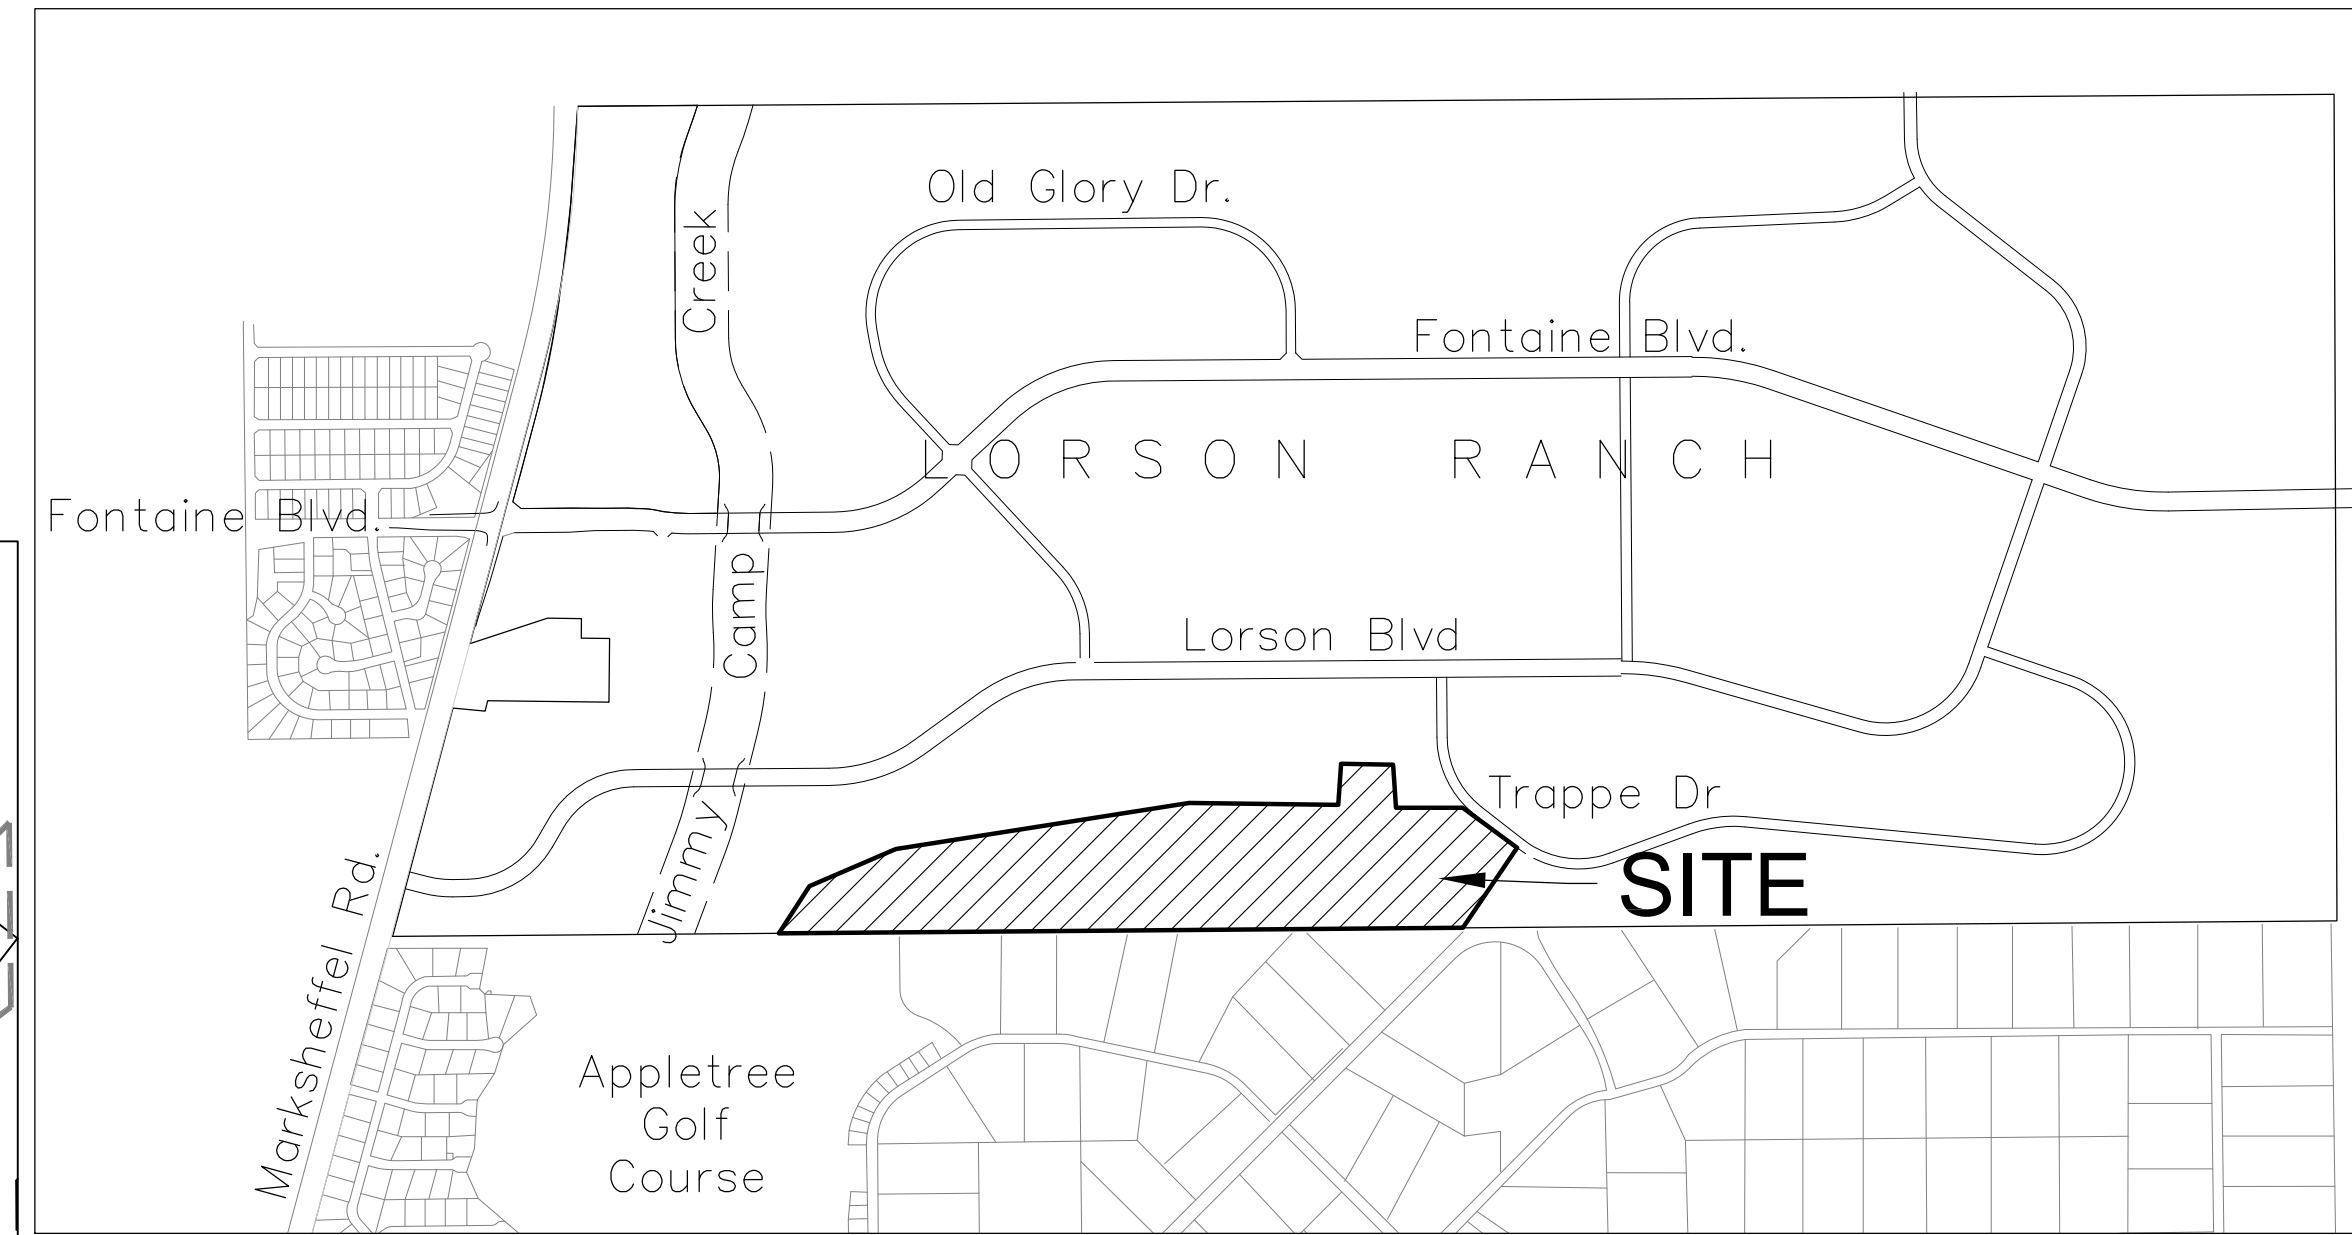 Old Glory Dr.
Creek
Fontaine Blvd.
LORSON RANCH
Fontaine Blvd.
Camp
Lorson Blvd
Trappe Dr
Jimmy
SITE
Marksheffel Rd.
Appletree
Golf
Course